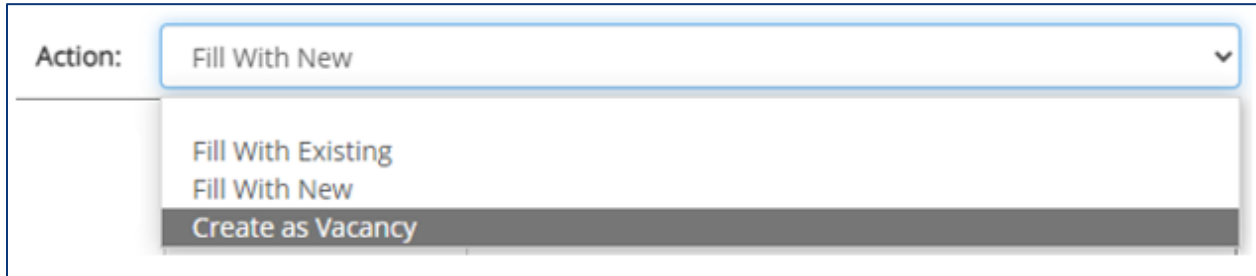 Action:
Fill With New
Fill With Existing
Fill With New
Create as Vacancy